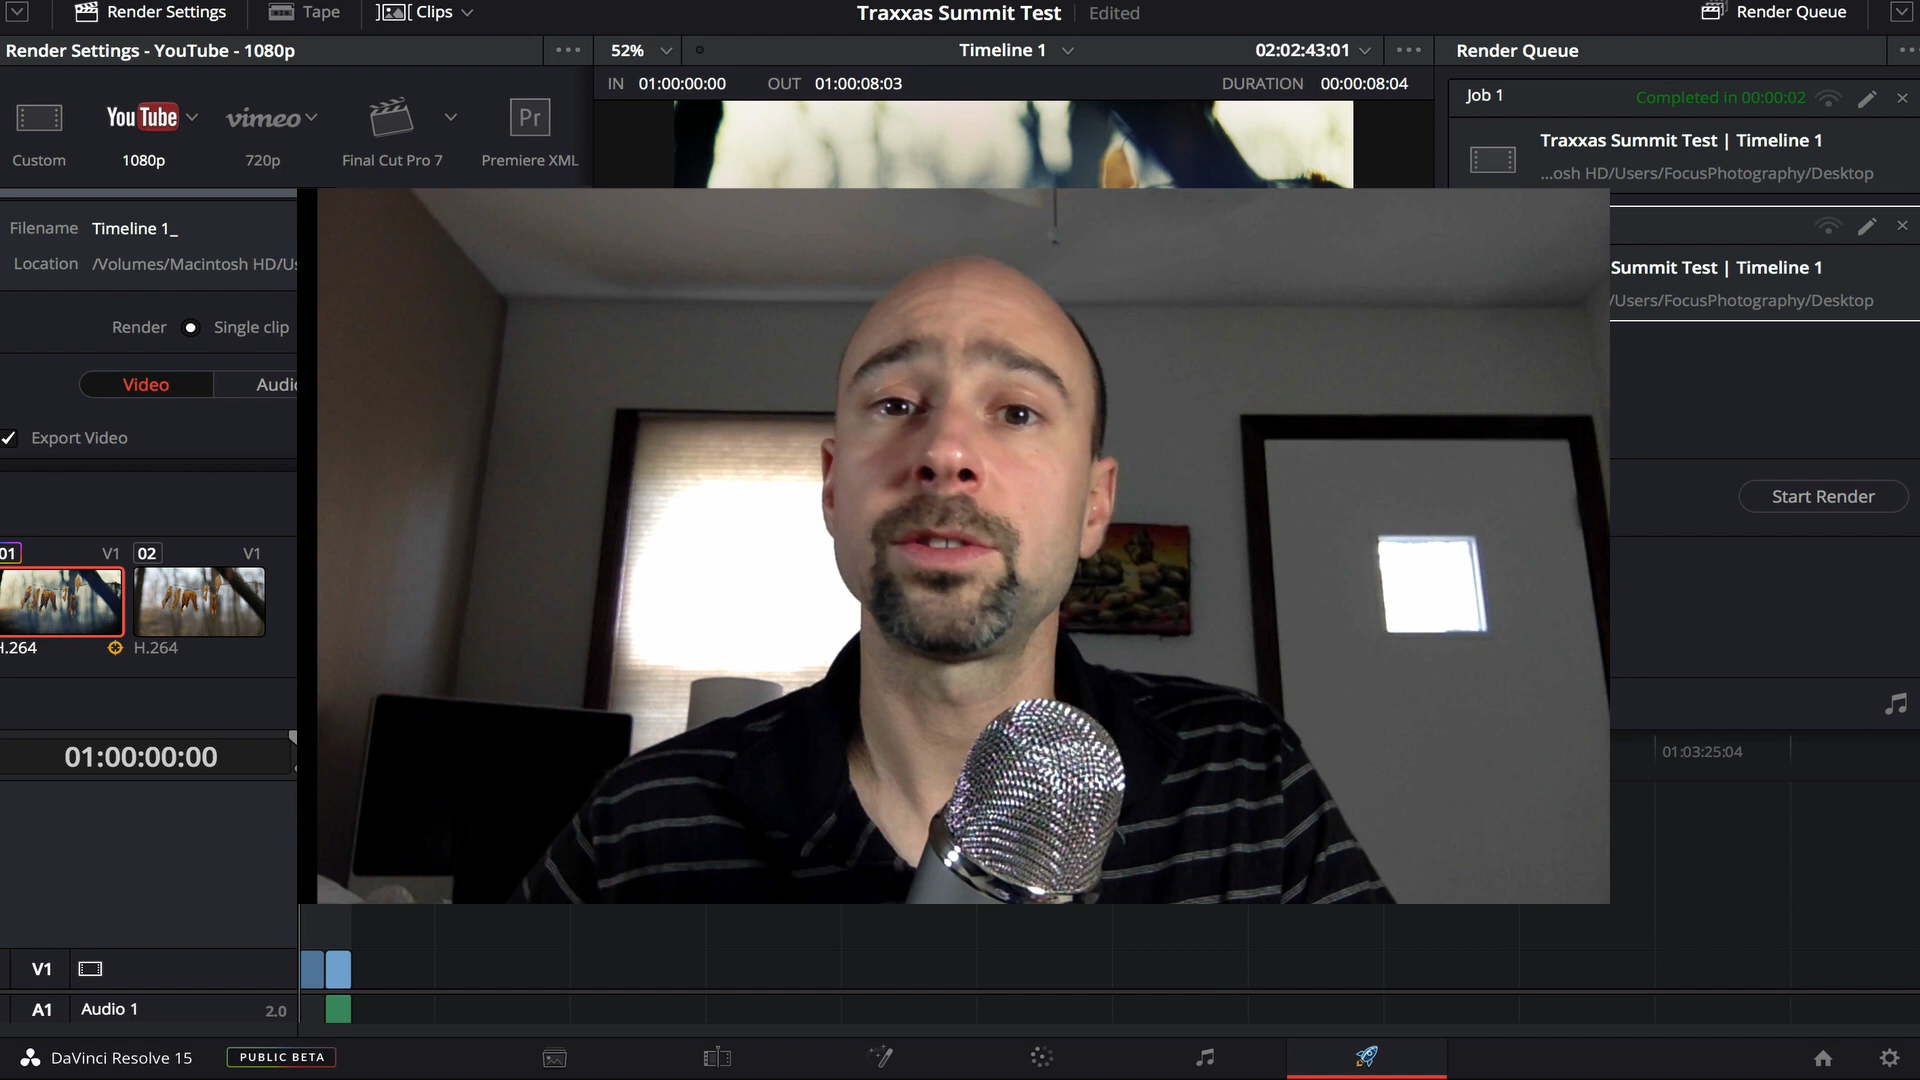 Render Settings
Tape
Clips
Traxxas Summit Test
Edited
Render Queue
Render Settings - YouTube - 1080p
52%
Timeline 1
02:02:43:01
Render Queue
IN 01:00:00:00
OUT 01:00:08:03
DURATION 00:00:08:04
Job 1
Completed in 00:00:02
YouTube
vimeo
Pr
Custom
1080p
720p
Final Cut Pro 7
Premiere XML
Traxxas Summit Test | Timeline 1
...osh HD/Users/FocusPhotography/Desktop
Filename Timeline 1_
Location /Volumes/Macintosh HD/Us
Summit Test | Timeline 1
/Users/FocusPhotography/Desktop
Render Single clip
Video
Audio
Export Video
Start Render
01 V1
02 V1
H.264
H.264
01:00:00:00
01:03:25:04
V1
A1 Audio 1 2.0
DaVinci Resolve 15
PUBLIC BETA